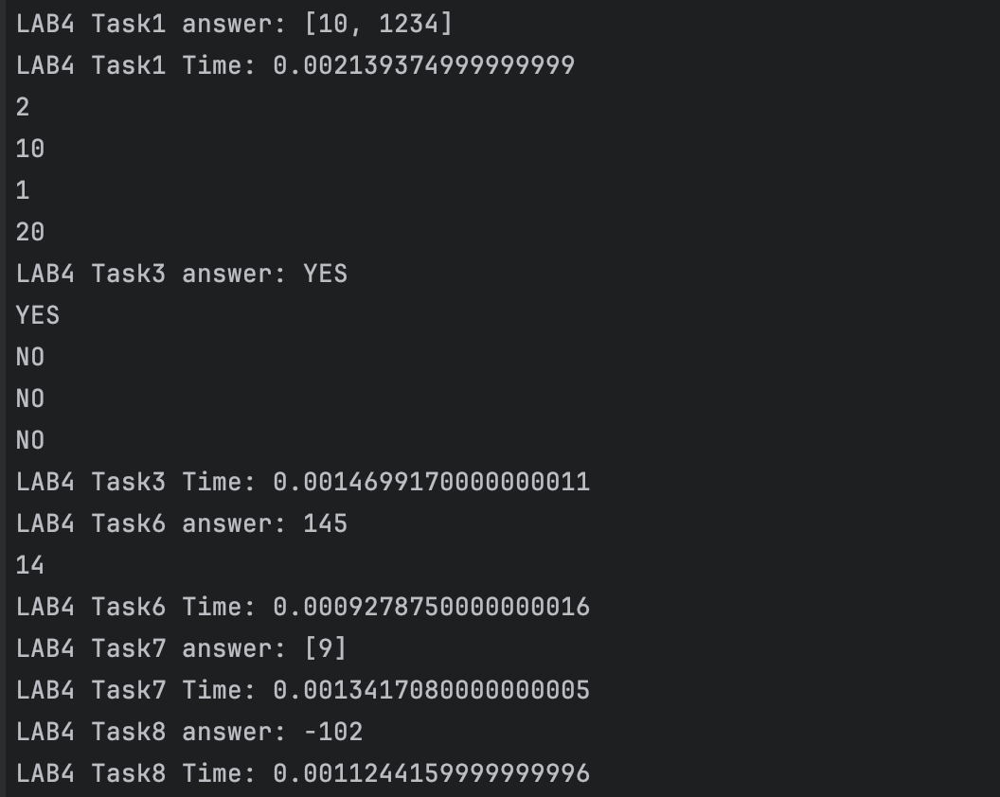 LAB4 Task1 answer: [10, 1234]
LAB4 Task1 Time: 0.002139374999999999
2
10
1
20
LAB4 Task3 answer: YES
YES
NO
NO
NO
LAB4 Task3 Time: 0.0014699170000000011
LAB4 Task6 answer: 145
14
LAB4 Task6 Time: 0.0009278750000000016
LAB4 Task7 answer: [9]
LAB4 Task7 Time: 0.0013417080000000005
LAB4 Task8 answer: -102
LAB4 Task8 Time: 0.0011244159999999996